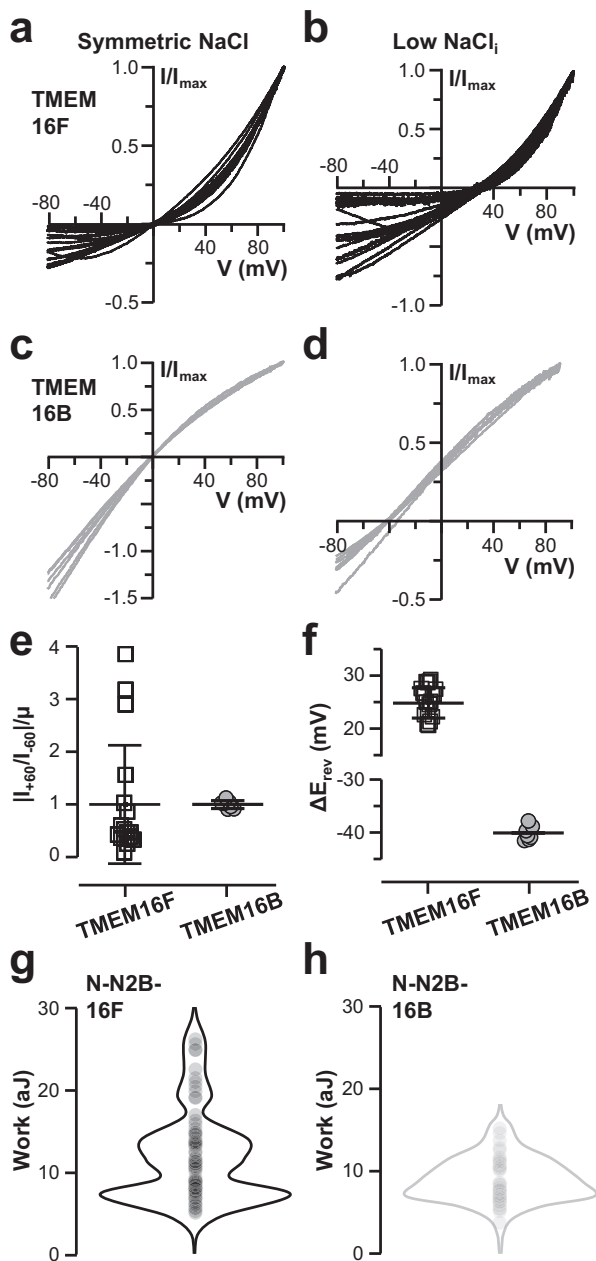 a
Symmetric NaCl
TMEM
16F
I/Imax
1.0
0.5
-80
-40
40
80
V (mV)
-0.5
b
Low NaCli
I/Imax
1.0
0.5
-80
-40
40
80
V (mV)
-1.0
c
TMEM
16B
I/Imax
1.0
0.5
-80
-40
40
80
V (mV)
-1.0
-1.5
d
I/Imax
1.0
0.5
-80
40
80
V (mV)
-0.5
e
|I+60/I-60|/μ
4
3
2
1
0
TMEM16F
TMEM16B
f
ΔErev (mV)
30
20
-30
-40
TMEM16F
TMEM16B
g
N-N2B-
16F
Work (aJ)
30
20
10
0
h
N-N2B-
16B
Work (aJ)
30
20
10
0